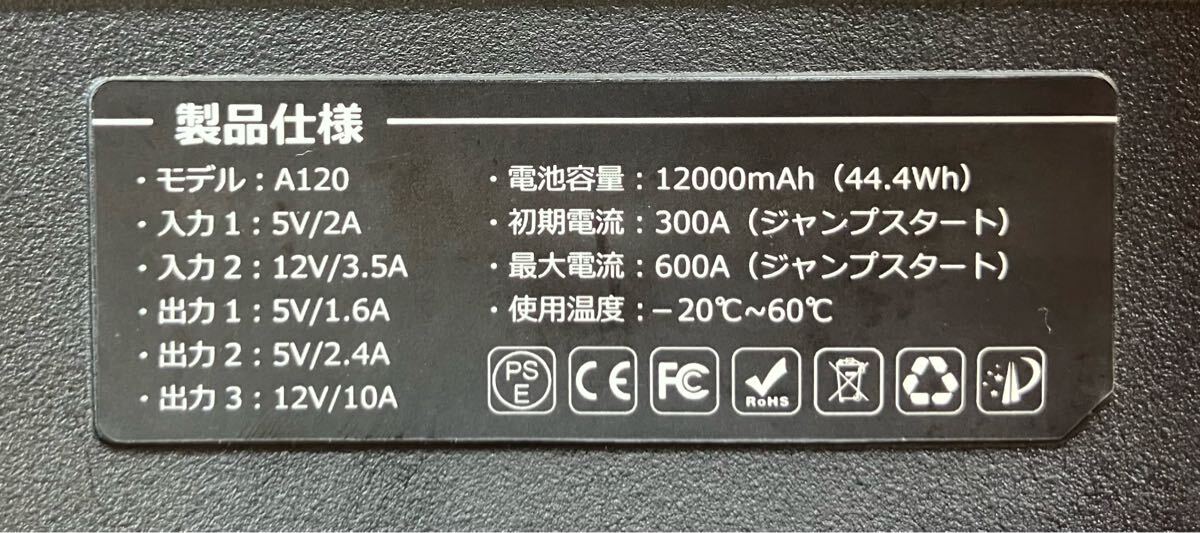 製品仕様
・モデル：A120
・入力1：5V/2A
・入力2：12V/3.5A
・出力1：5V/1.6A
・出力2：5V/2.4A
・出力3：12V/10A
・電池容量：12000mAh（44.4Wh）
・初期電流：300A（ジャンプスタート）
・最大電流：600A（ジャンプスタート）
・使用温度：−20℃~60℃
PS
E
CE
FC
RoHS